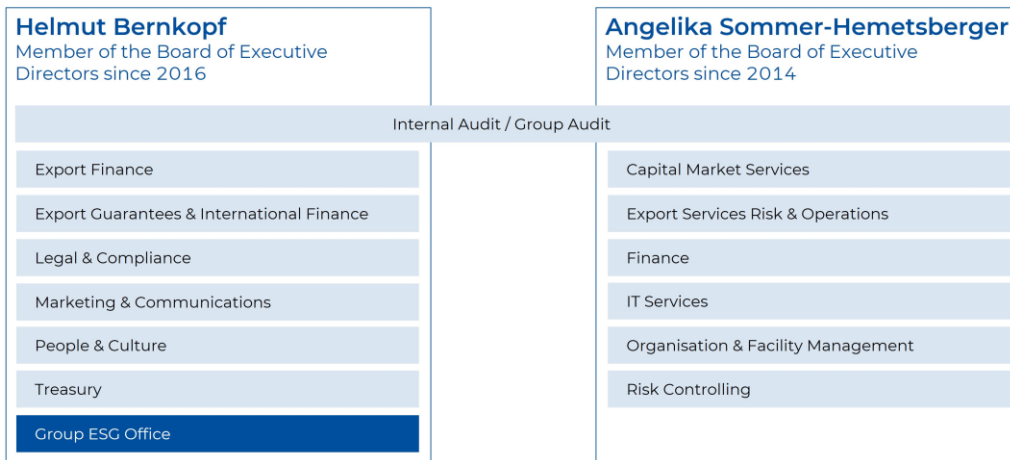 Helmut Bernkopf
Member of the Board of Executive
Directors since 2016
Angelika Sommer-Hemetsberger
Member of the Board of Executive
Directors since 2014
Internal Audit / Group Audit
Export Finance
Export Guarantees & International Finance
Legal & Compliance
Marketing & Communications
People & Culture
Treasury
Group ESG Office
Capital Market Services
Export Services Risk & Operations
Finance
IT Services
Organisation & Facility Management
Risk Controlling